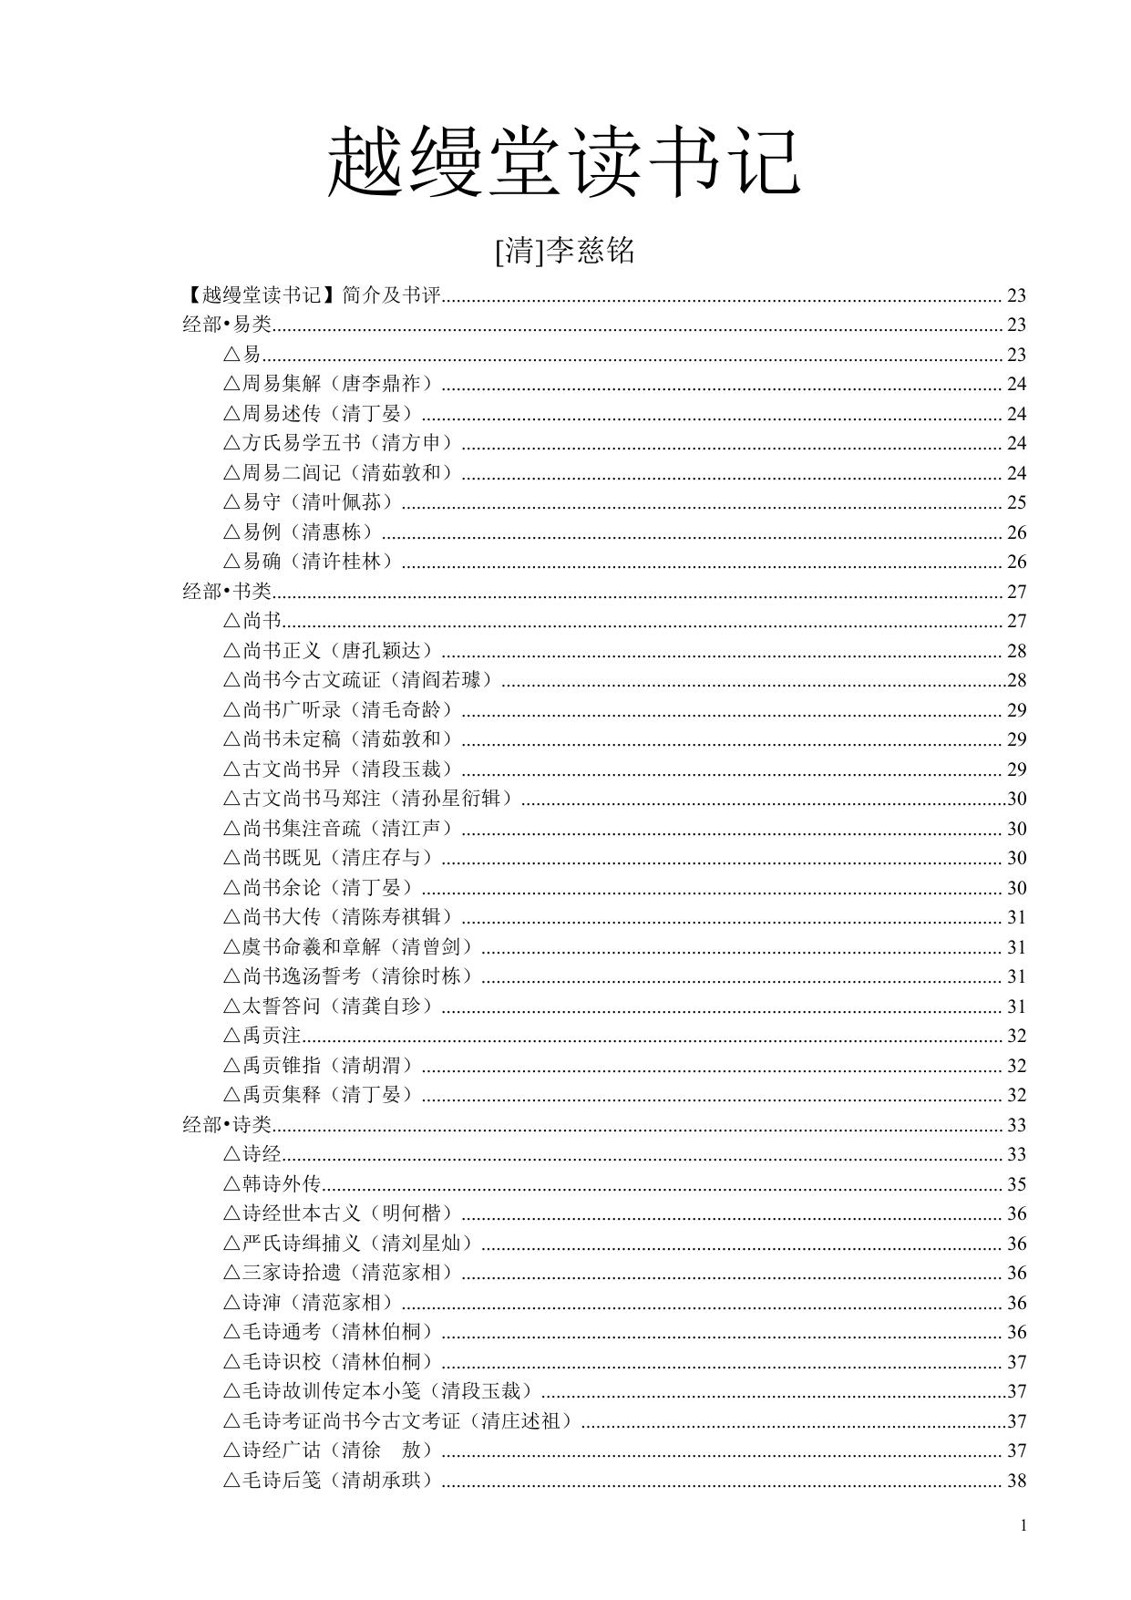 越缦堂读书记
[清]李慈铭
【越缦堂读书记】简介及书评 23
经部•易类 23
△易 23
△周易集解（唐李鼎祚） 24
△周易述传（清丁晏） 24
△方氏易学五书（清方申） 24
△周易二闾记（清茹敦和） 24
△易守（清叶佩荪） 25
△易例（清惠栋） 26
△易确（清许桂林） 26
经部•书类 27
△尚书 27
△尚书正义（唐孔颖达） 28
△尚书今古文疏证（清阎若璩） 28
△尚书广听录（清毛奇龄） 29
△尚书未定稿（清茹敦和） 29
△古文尚书异（清段玉裁） 29
△古文尚书马郑注（清孙星衍辑） 30
△尚书集注音疏（清江声） 30
△尚书既见（清庄存与） 30
△尚书余论（清丁晏） 30
△尚书大传（清陈寿祺辑） 31
△虞书命羲和章解（清曾剑） 31
△尚书逸汤誓考（清徐时栋） 31
△太誓答问（清龚自珍） 31
△禹贡注 32
△禹贡锥指（清胡渭） 32
△禹贡集释（清丁晏） 32
经部•诗类 33
△诗经 33
△韩诗外传 35
△诗经世本古义（明何楷） 36
△严氏诗缉捕义（清刘星灿） 36
△三家诗拾遗（清范家相） 36
△诗渖（清范家相） 36
△毛诗通考（清林伯桐） 36
△毛诗识校（清林伯桐） 37
△毛诗故训传定本小笺（清段玉裁） 37
△毛诗考证尚书今古文考证（清庄述祖） 37
△诗经广诂（清徐　敖） 37
△毛诗后笺（清胡承珙） 38
1